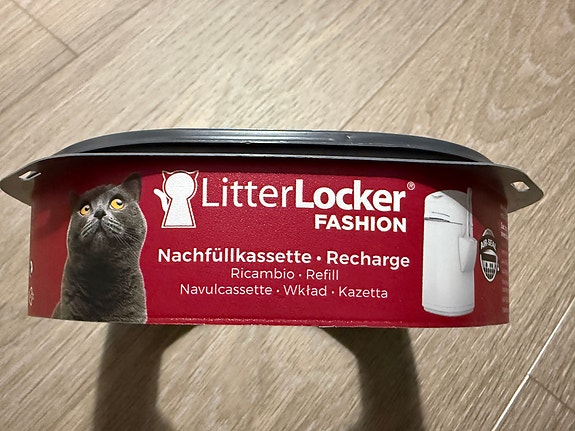 LitterLocker®
FASHION
Nachfüllkassette • Recharge
Ricambio • Refill
Navulcassette • Wkład • Kazetta